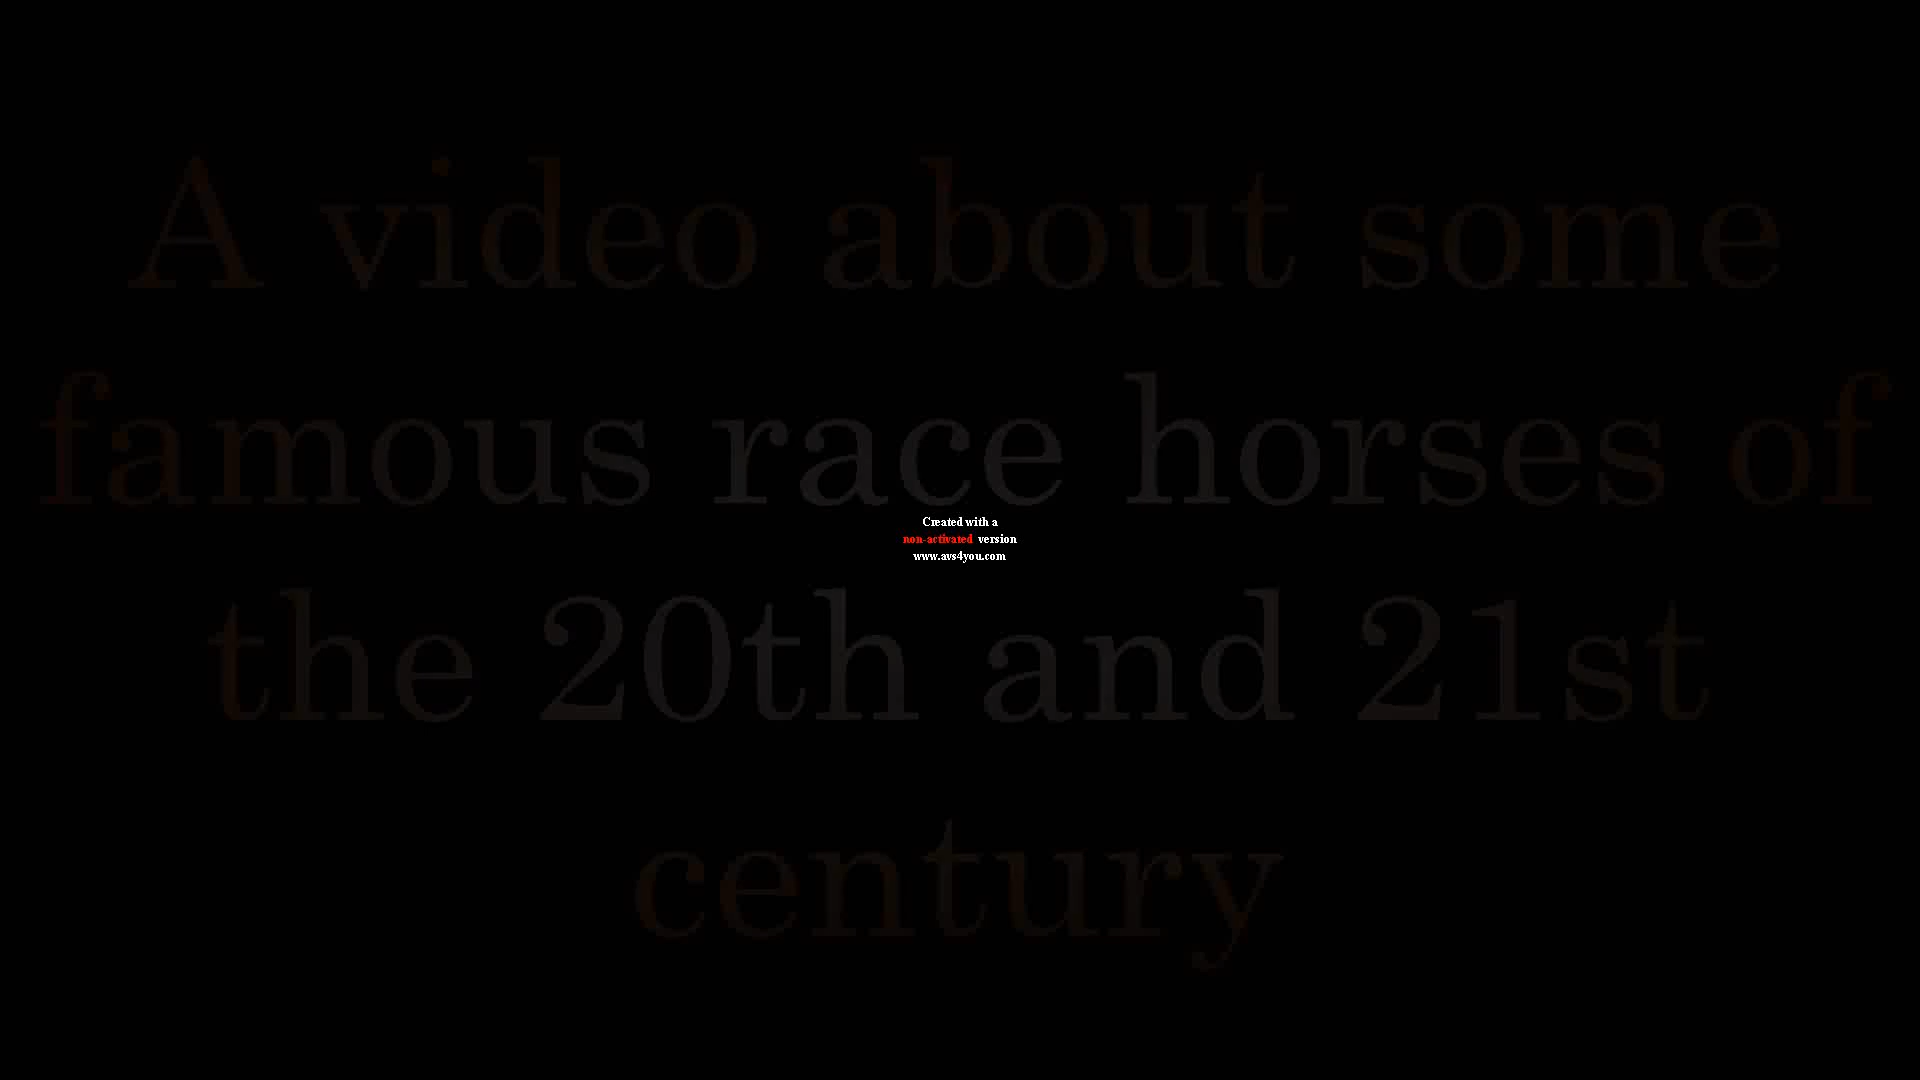 A video about some
famous race horses of
Created with a
non-activated version
www.avs4you.com
the 20th and 21st
century